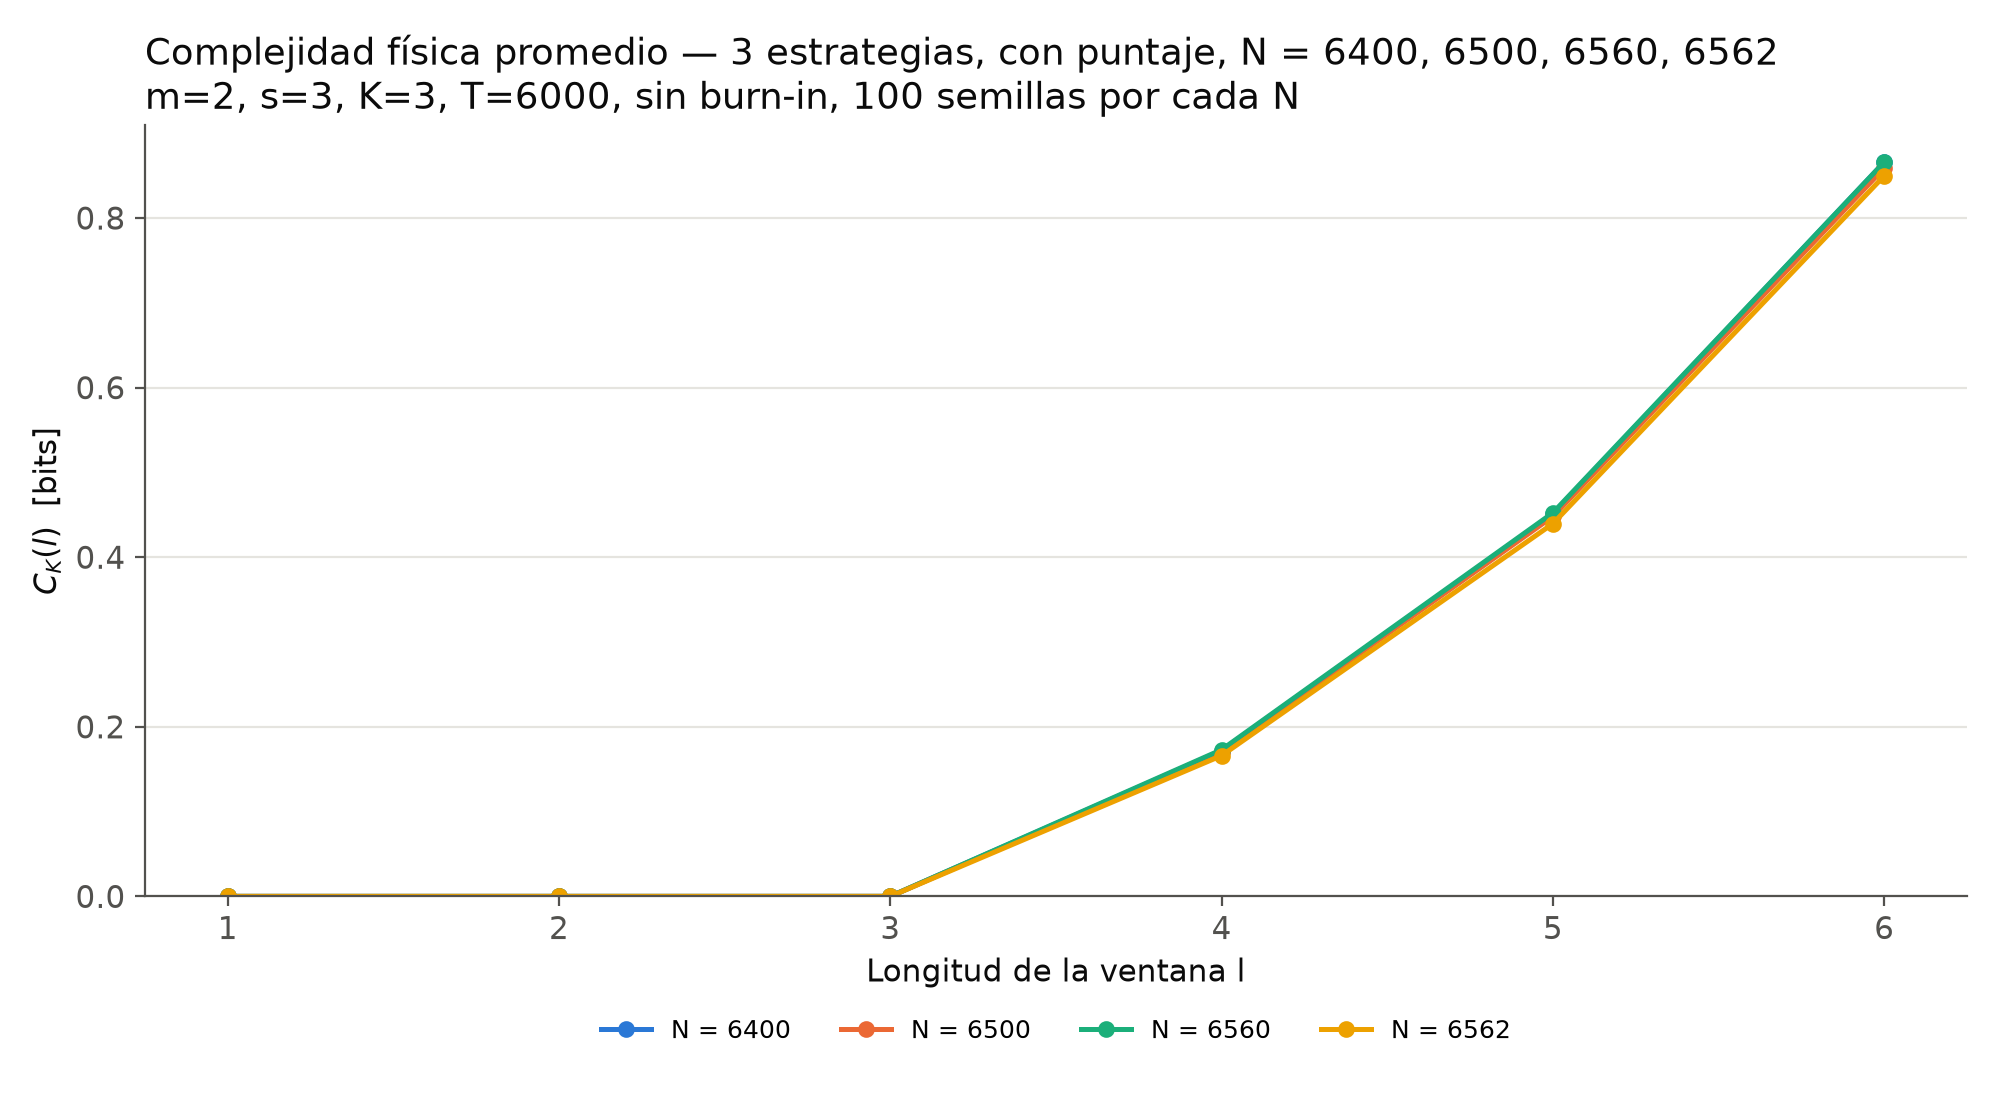 Complejidad física promedio — 3 estrategias, con puntaje, N = 6400, 6500, 6560, 6562
m=2, s=3, K=3, T=6000, sin burn-in, 100 semillas por cada N
C_K(l) [bits]
0.8
0.6
0.4
0.2
0.0
1 2 3 4 5 6
Longitud de la ventana l
N = 6400 N = 6500 N = 6560 N = 6562